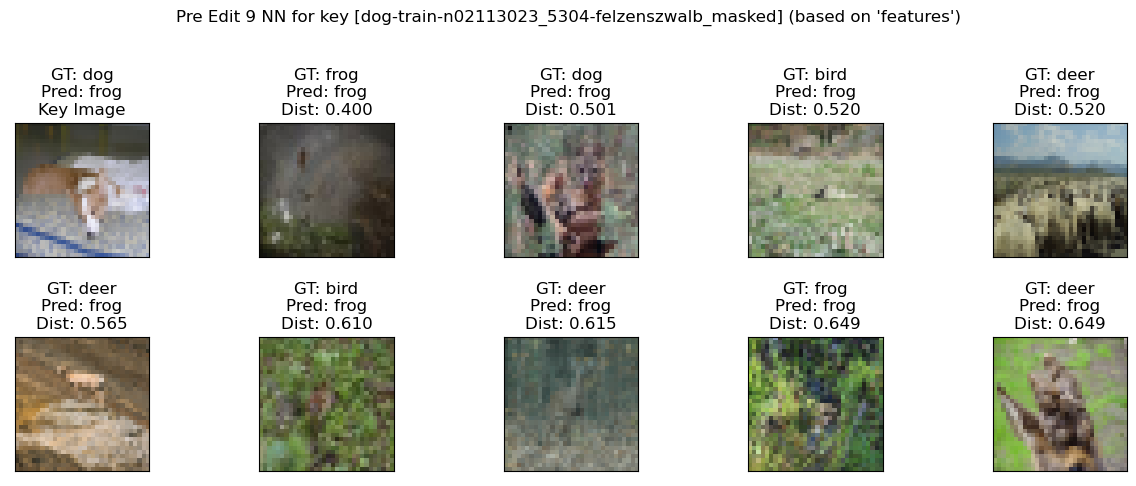 Pre Edit 9 NN for key [dog-train-n02113023_5304-felzenszwalb_masked] (based on 'features')
GT: dog
Pred: frog
Key Image
GT: frog
Pred: frog
Dist: 0.400
GT: dog
Pred: frog
Dist: 0.501
GT: bird
Pred: frog
Dist: 0.520
GT: deer
Pred: frog
Dist: 0.520
GT: deer
Pred: frog
Dist: 0.565
GT: bird
Pred: frog
Dist: 0.610
GT: deer
Pred: frog
Dist: 0.615
GT: frog
Pred: frog
Dist: 0.649
GT: deer
Pred: frog
Dist: 0.649